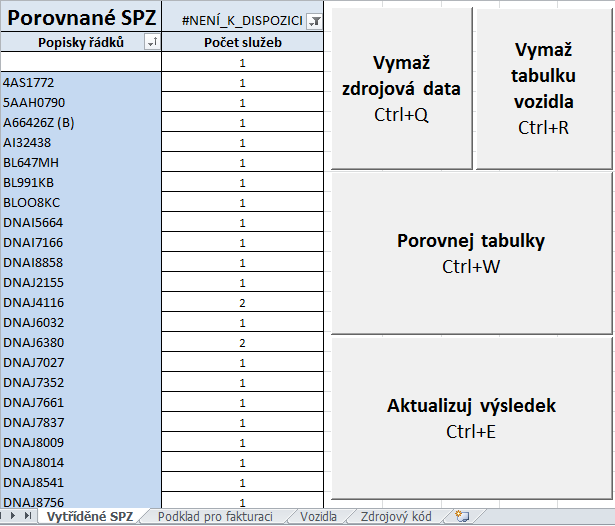 Porovnané SPZ #NENÍ_K_DISPOZICI
Popisky řádků Počet služeb
1
4AS1772 1
5AAH0790 1
A66426Z (B) 1
AI32438 1
BL647MH 1
BL991KB 1
BLOO8KC 1
DNAI5664 1
DNAI7166 1
DNAI8858 1
DNAJ2155 1
DNAJ4116 2
DNAJ6032 1
DNAJ6380 2
DNAJ7027 1
DNAJ7352 1
DNAJ7661 1
DNAJ7837 1
DNAJ8009 1
DNAJ8014 1
DNAJ8541 1
DNAJ8756 1
Vymaž
zdrojová data
Ctrl+Q
Vymaž
tabulku
vozidla
Ctrl+R
Porovnej tabulky
Ctrl+W
Aktualizuj výsledek
Ctrl+E
Vytříděné SPZ Podklad pro fakturaci Vozidla Zdrojový kód